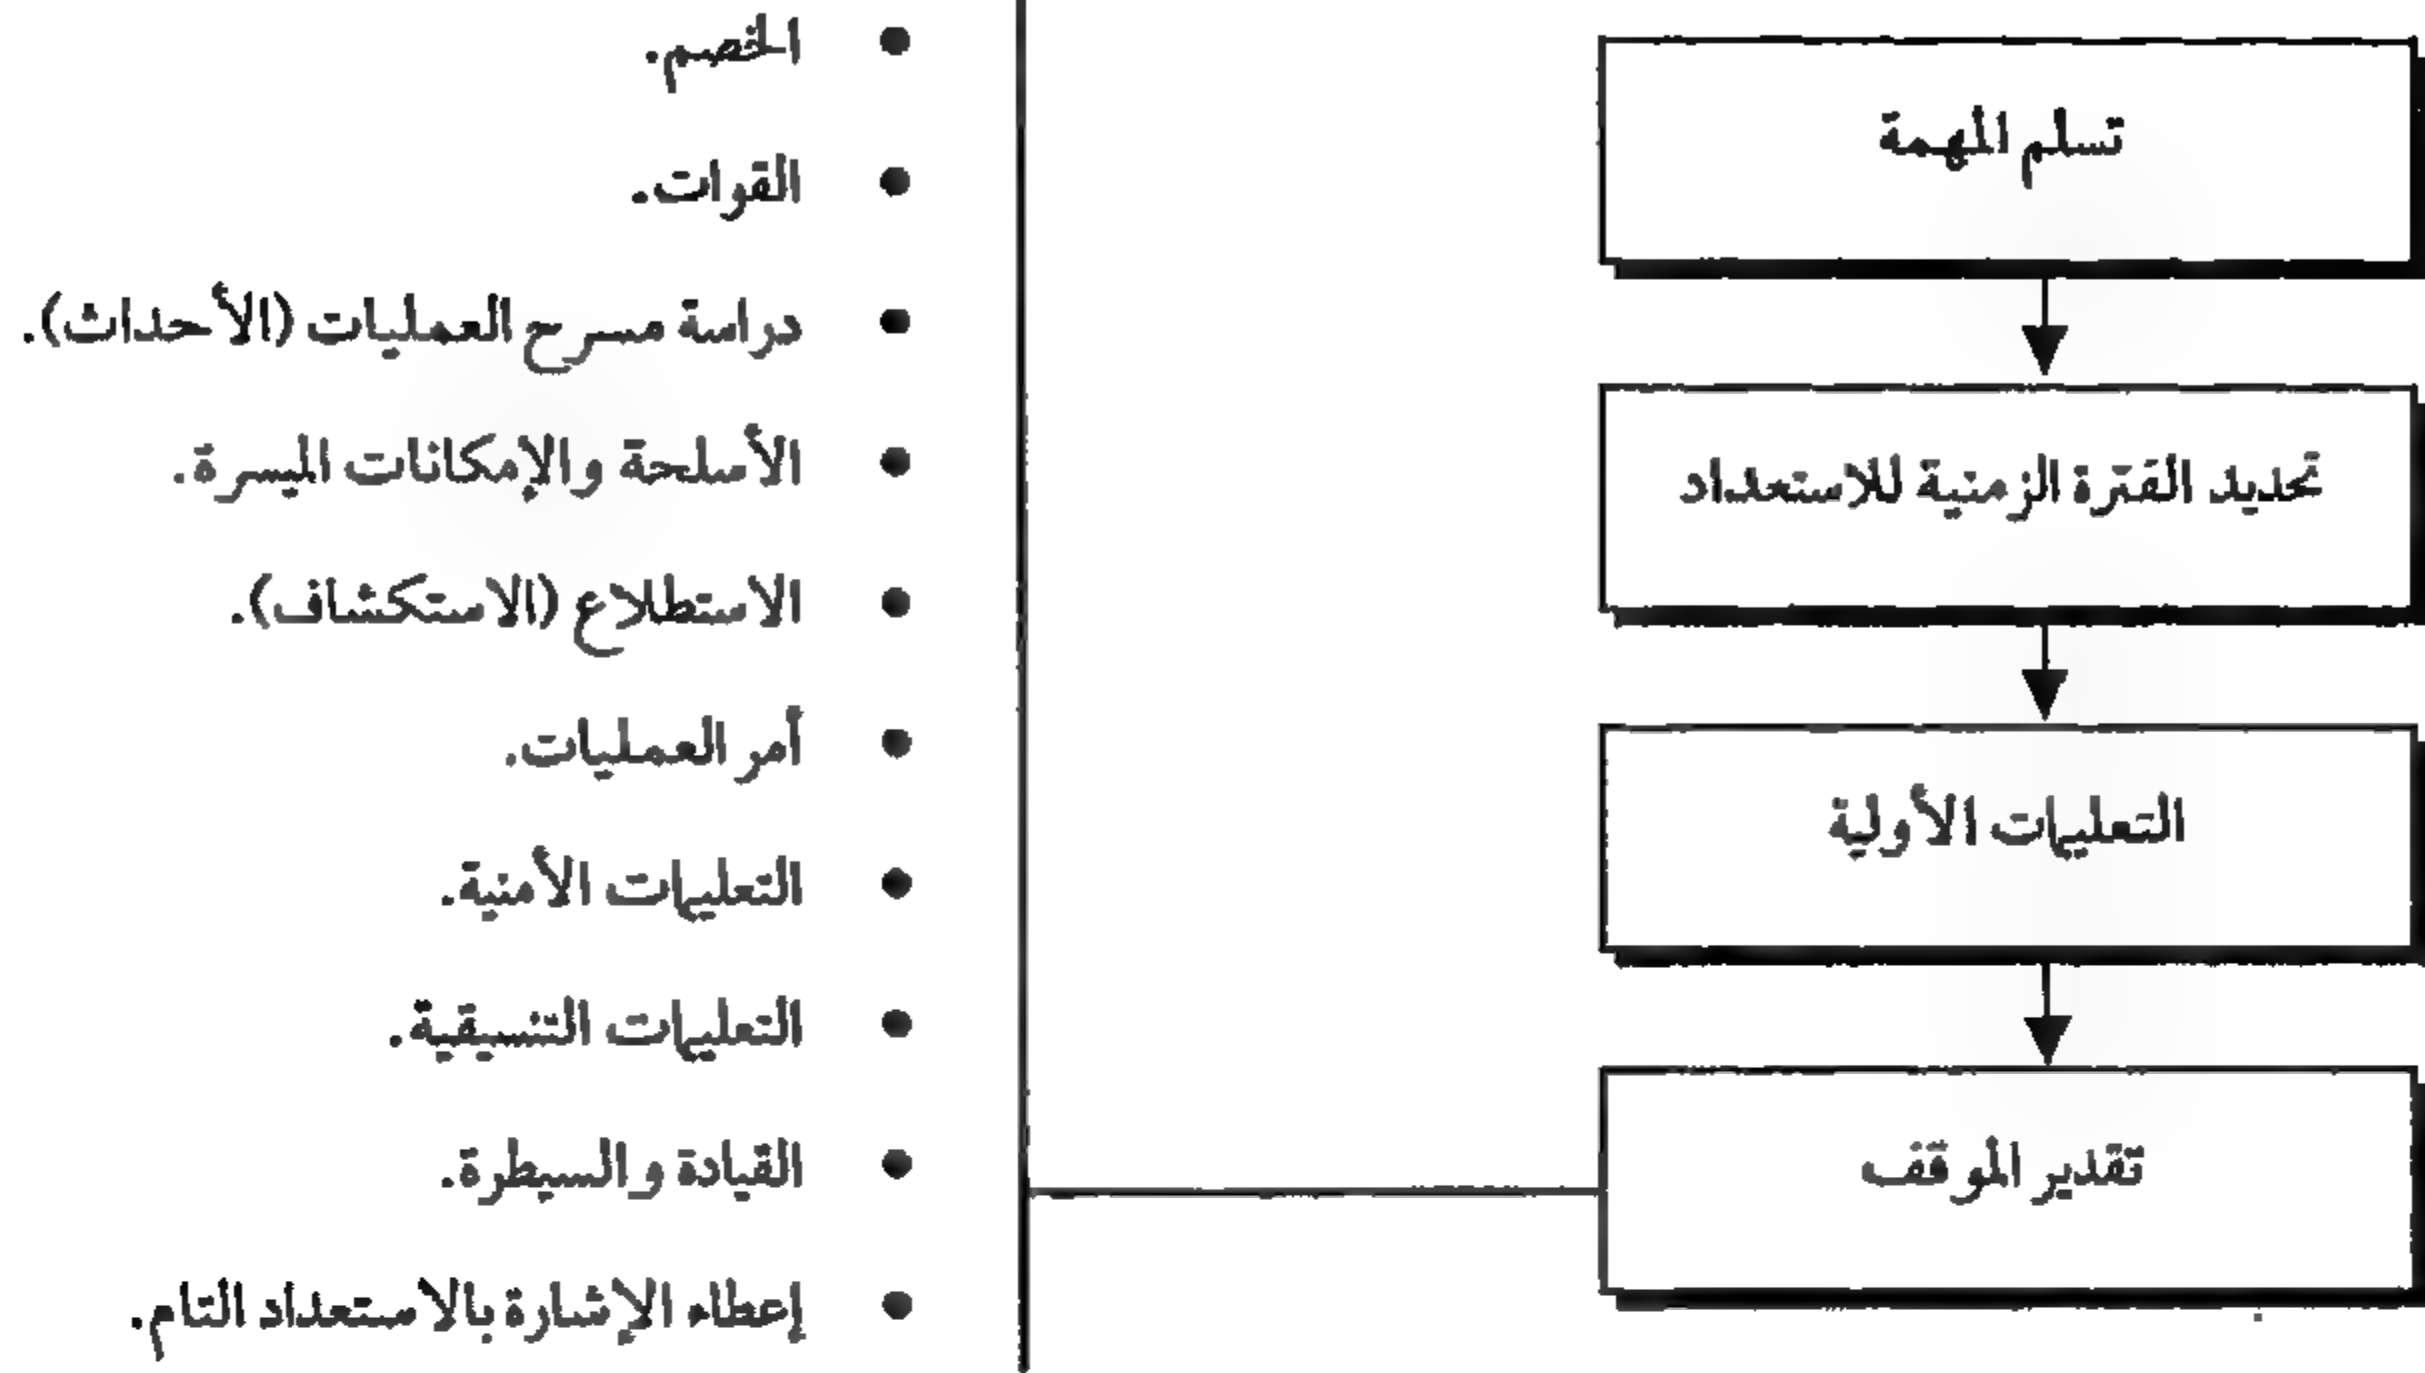 تسلم المهمة
تحديد الفترة الزمنية للاستعداد
التعليمات الأولية
تقدير الموقف
• الخصم.
• القوات.
• دراسة مسرح العمليات (الأحداث).
• الأسلحة والإمكانات الميسرة.
• الاستطلاع (الاستكشاف).
• أمر العمليات.
• التعليمات الأمنية.
• التعليمات التنسيقية.
• القيادة والسيطرة.
• إعطاء الإشارة بالاستعداد التام.